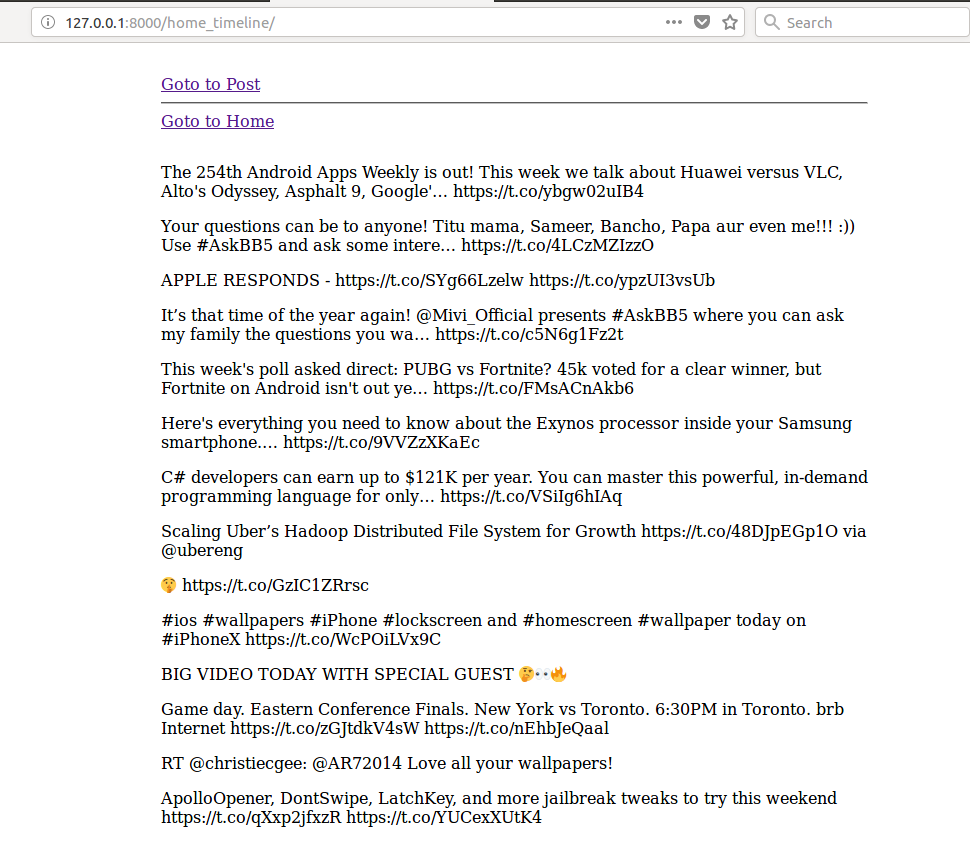 127.0.0.1:8000/home_timeline/
Search
Goto to Post
Goto to Home
The 254th Android Apps Weekly is out! This week we talk about Huawei versus VLC,
Alto's Odyssey, Asphalt 9, Google'… https://t.co/ybgw02uIB4
Your questions can be to anyone! Titu mama, Sameer, Bancho, Papa aur even me!!! :))
Use #AskBB5 and ask some intere… https://t.co/4LCzMZIzzO
APPLE RESPONDS - https://t.co/SYg66Lzelw https://t.co/ypzUI3vsUb
It’s that time of the year again! @Mivi_Official presents #AskBB5 where you can ask
my family the questions you wa… https://t.co/c5N6g1Fz2t
This week's poll asked direct: PUBG vs Fortnite? 45k voted for a clear winner, but
Fortnite on Android isn't out ye… https://t.co/FMsACnAkb6
Here's everything you need to know about the Exynos processor inside your Samsung
smartphone.… https://t.co/9VVZzXKaEc
C# developers can earn up to $121K per year. You can master this powerful, in-demand
programming language for only… https://t.co/VSiIg6hIAq
Scaling Uber’s Hadoop Distributed File System for Growth https://t.co/48DJpEGp1O via
@ubereng
🤫 https://t.co/GzIC1ZRrsc
#ios #wallpapers #iPhone #lockscreen and #homescreen #wallpaper today on
#iPhoneX https://t.co/WcPOiLVx9C
BIG VIDEO TODAY WITH SPECIAL GUEST 🤔👀🔥
Game day. Eastern Conference Finals. New York vs Toronto. 6:30PM in Toronto. brb
Internet https://t.co/zGJtdkV4sW https://t.co/nEhbJeQaal
RT @christiecgee: @AR72014 Love all your wallpapers!
ApolloOpener, DontSwipe, LatchKey, and more jailbreak tweaks to try this weekend
https://t.co/qXxp2jfxzR https://t.co/YUCexXUtK4